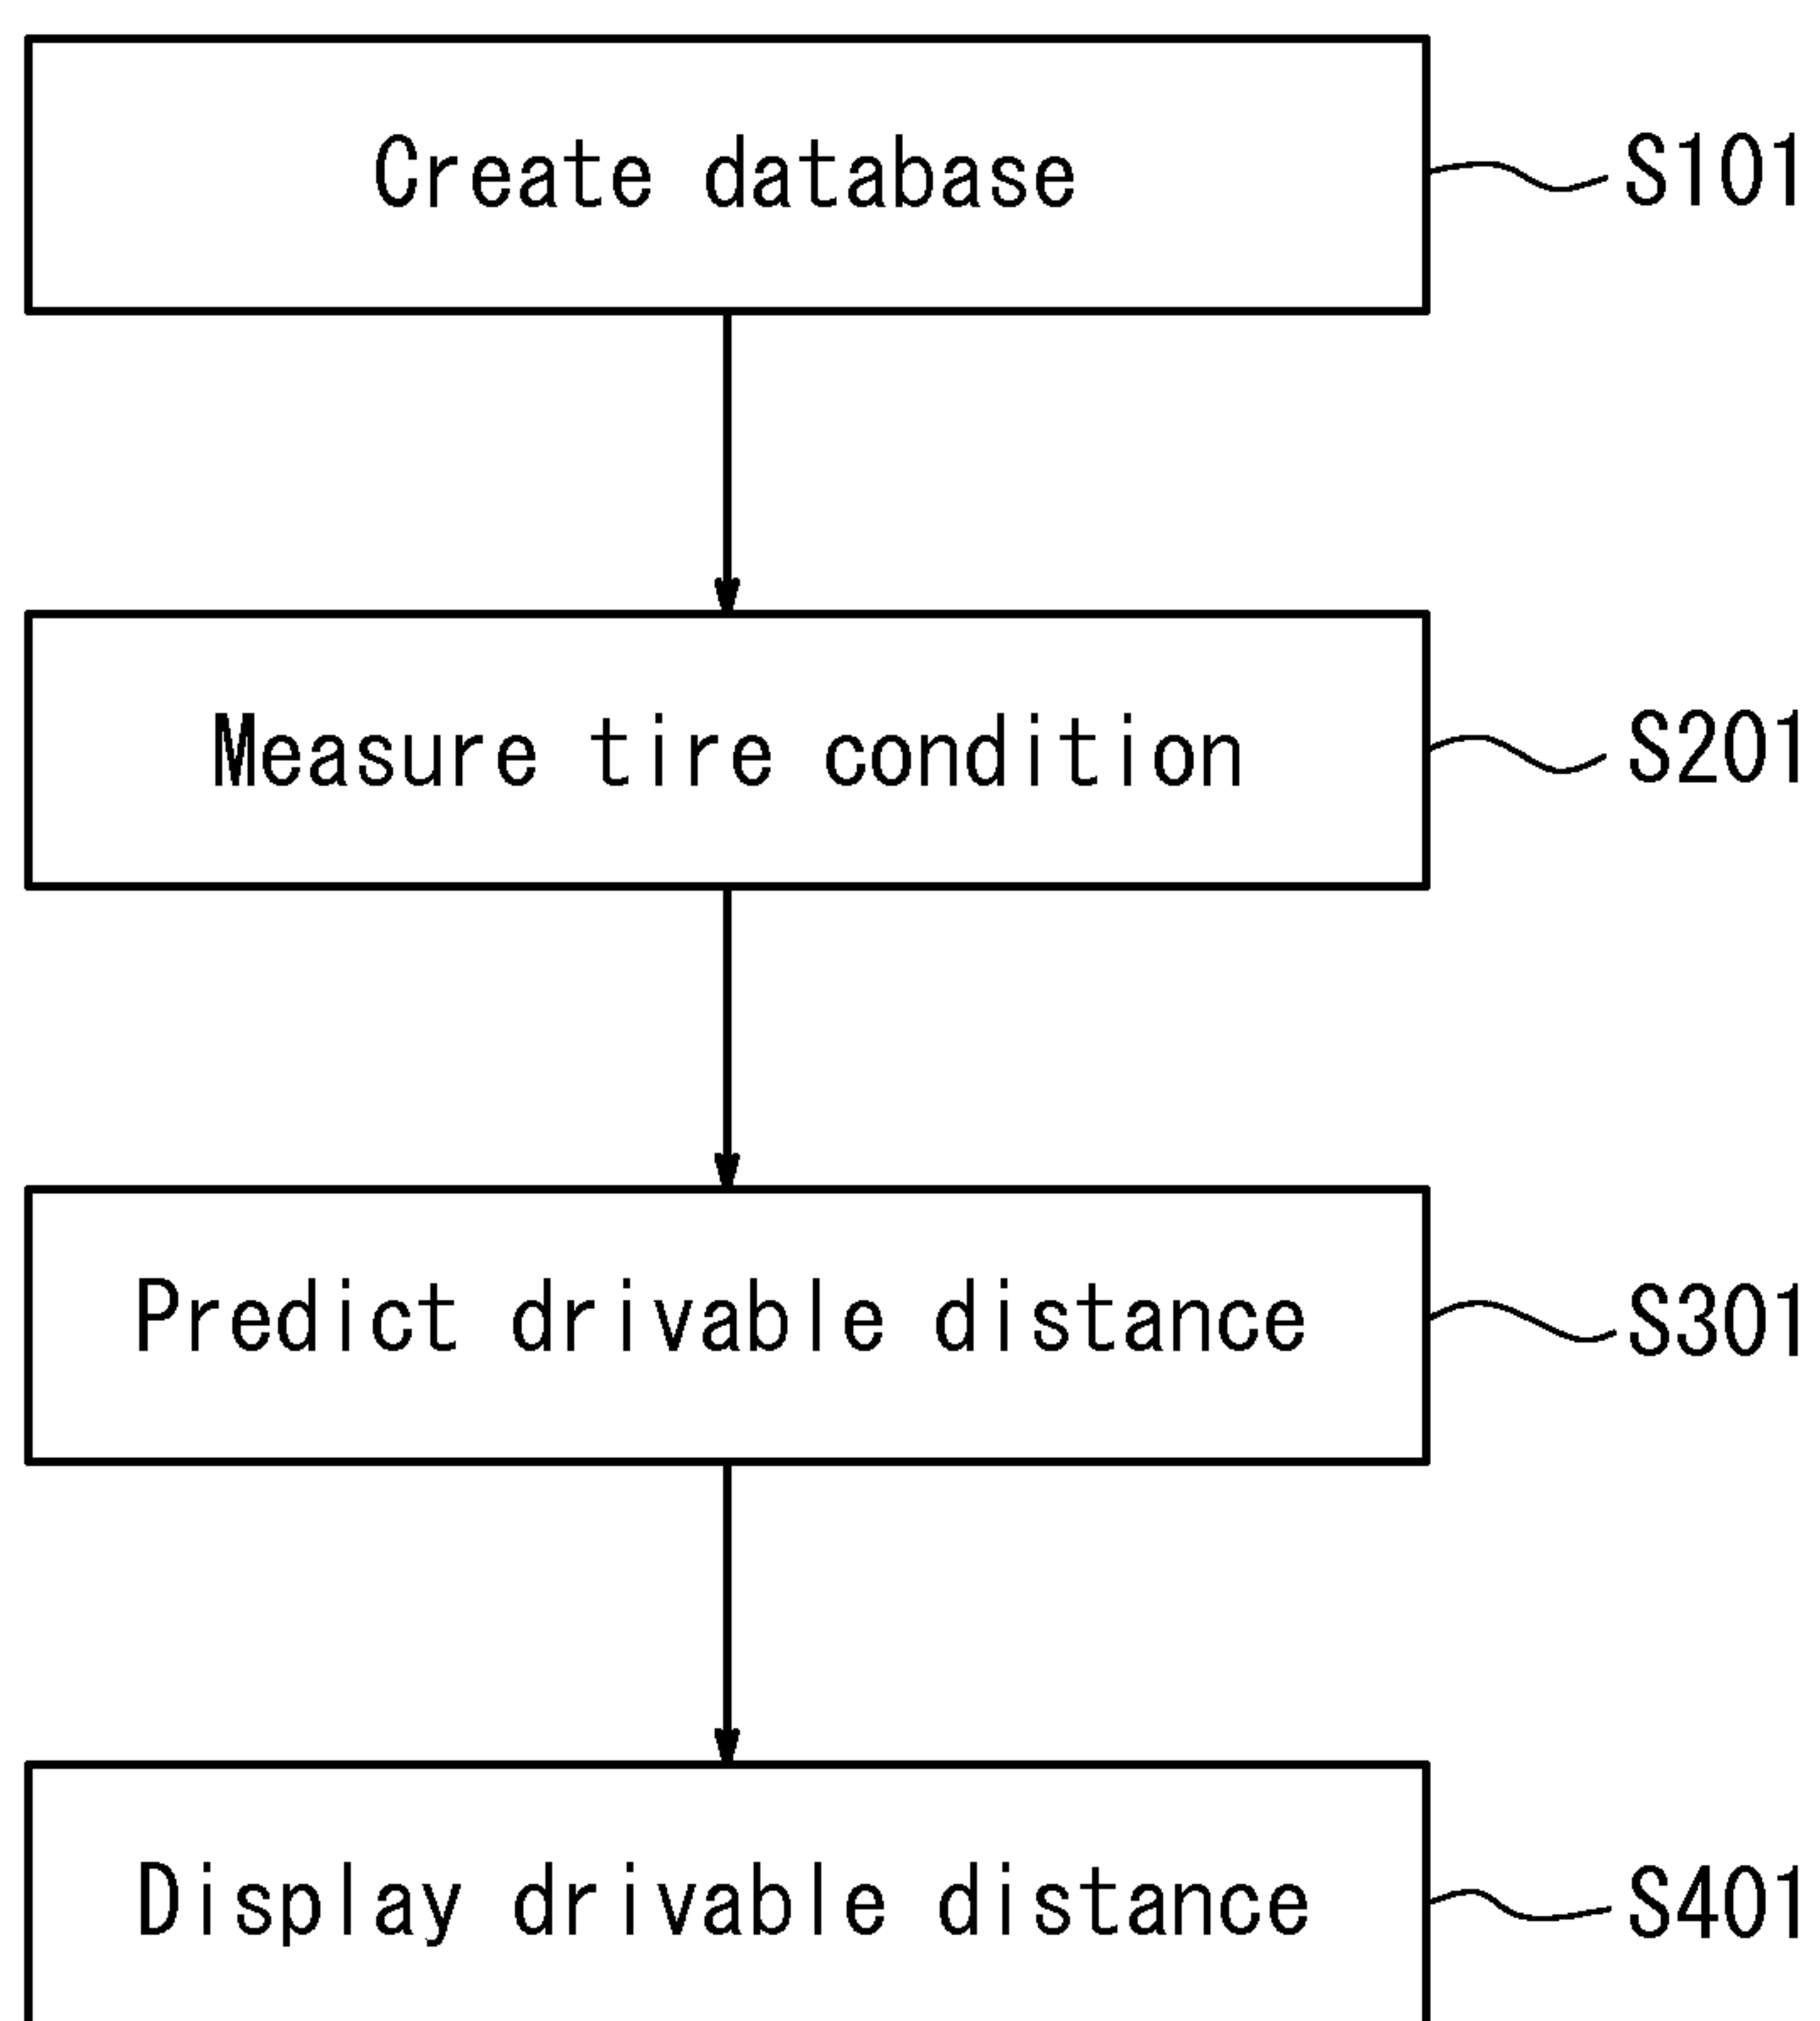 Create database S101
Measure tire condition S201
Predict drivable distance S301
Display drivable distance S401